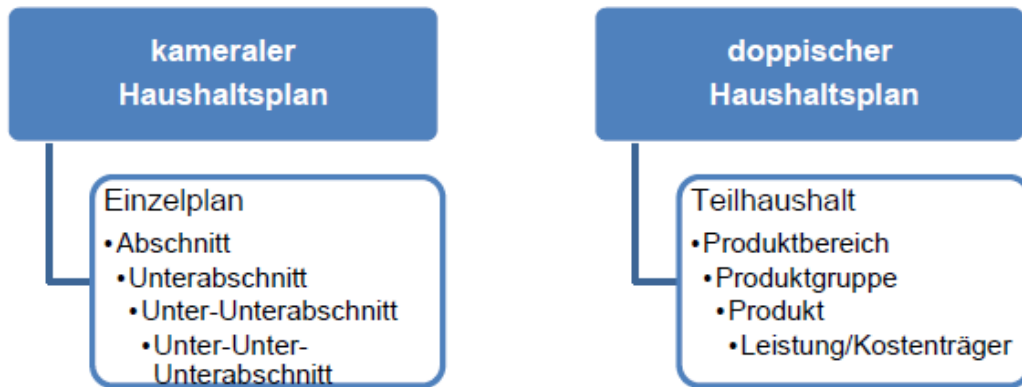 kameraler
Haushaltsplan
Einzelplan
•Abschnitt
•Unterabschnitt
•Unter-Unterabschnitt
•Unter-Unter-
Unterabschnitt
doppischer
Haushaltsplan
Teilhaushalt
•Produktbereich
•Produktgruppe
•Produkt
•Leistung/Kostenträger